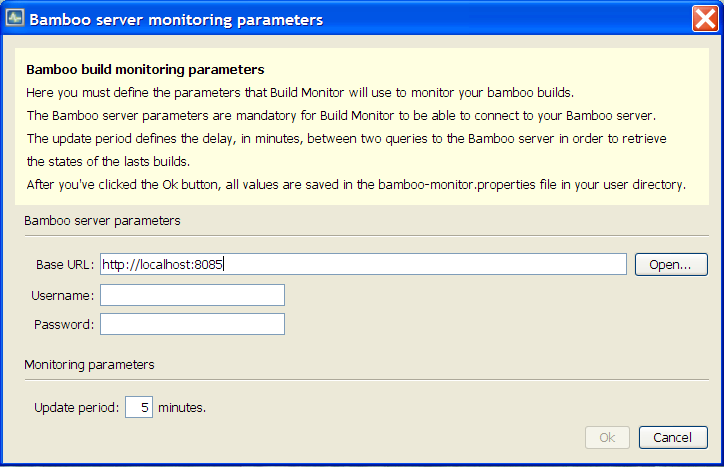 Bamboo server monitoring parameters
Bamboo build monitoring parameters
Here you must define the parameters that Build Monitor will use to monitor your bamboo builds.
The Bamboo server parameters are mandatory for Build Monitor to be able to connect to your Bamboo server.
The update period defines the delay, in minutes, between two queries to the Bamboo server in order to retrieve
the states of the lasts builds.
After you've clicked the Ok button, all values are saved in the bamboo-monitor.properties file in your user directory.
Bamboo server parameters
Base URL: http://localhost:8085 Open...
Username:
Password:
Monitoring parameters
Update period: 5 minutes.
Ok Cancel